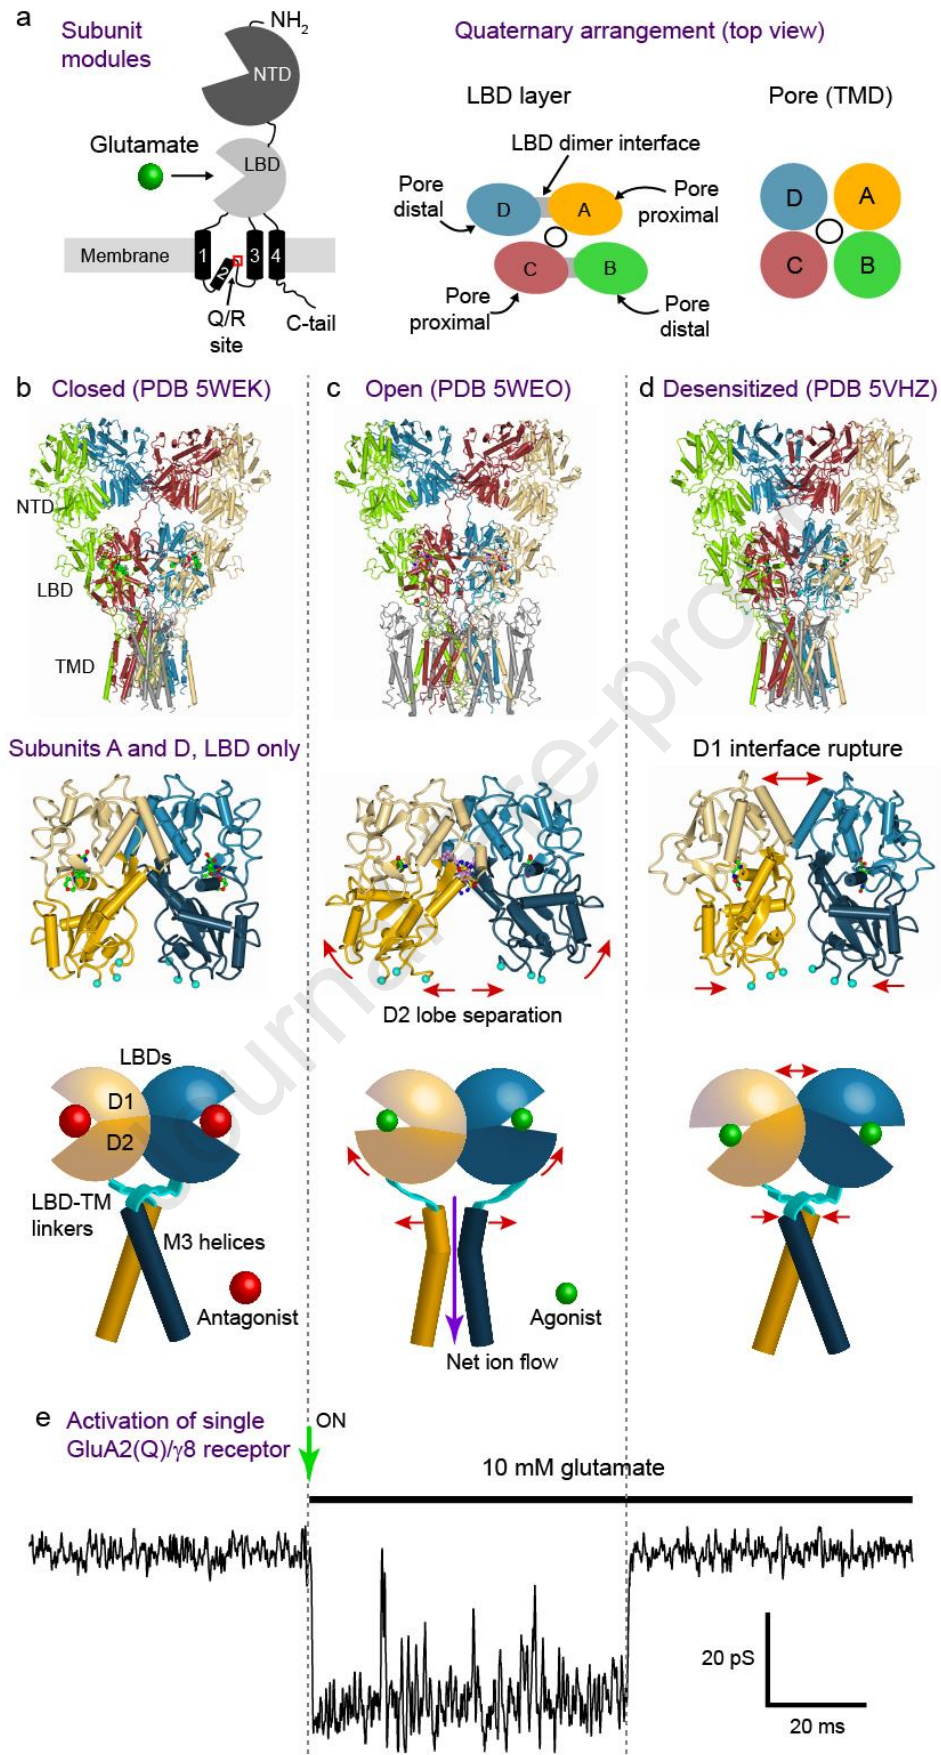 a
Subunit
modules
NH2
NTD
Glutamate
LBD
Membrane
1
2
3
4
Q/R
site
C-tail
Quaternary arrangement (top view)
LBD layer
Pore (TMD)
LBD dimer interface
Pore
distal
Pore
proximal
D
A
C
B
Pore
proximal
Pore
distal
D
A
C
B
b Closed (PDB 5WEK)
c Open (PDB 5WEO)
d Desensitized (PDB 5VHZ)
NTD
LBD
TMD
Subunits A and D, LBD only
D1 interface rupture
D2 lobe separation
LBDs
D1
D2
LBD-TM
linkers
M3 helices
Antagonist
Agonist
Net ion flow
e Activation of single
GluA2(Q)/γ8 receptor
ON
10 mM glutamate
20 pS
20 ms
Journal Pre-proo